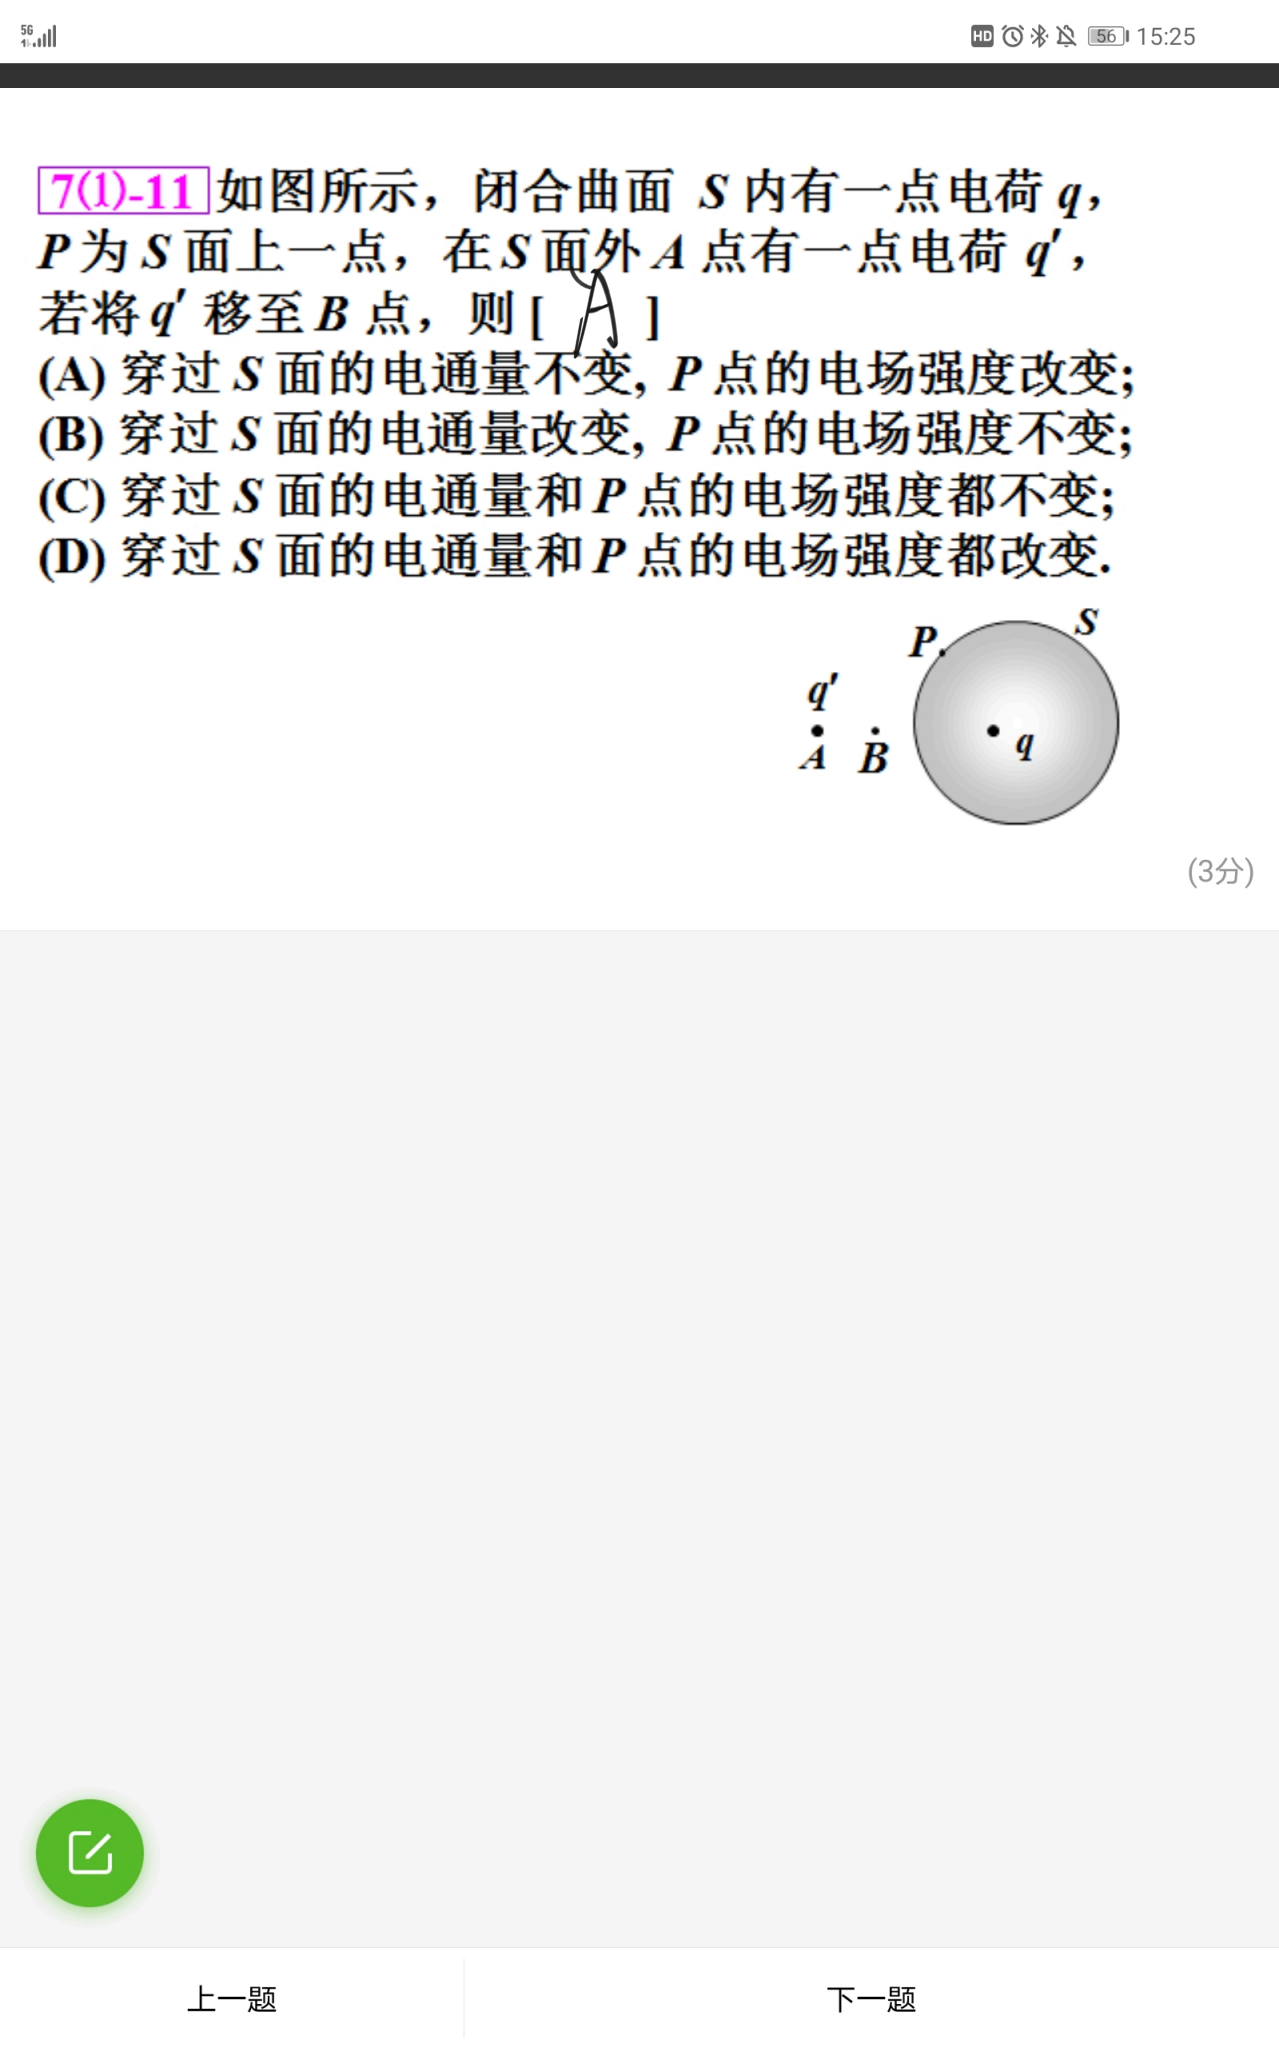 5G
HD 56 15:25
7(1)-11 如图所示，闭合曲面 S 内有一点电荷 q，
P 为 S 面上一点，在 S 面外 A 点有一点电荷 q′，
若将 q′ 移至 B 点，则 [ A ]
(A) 穿过 S 面的电通量不变, P 点的电场强度改变;
(B) 穿过 S 面的电通量改变, P 点的电场强度不变;
(C) 穿过 S 面的电通量和 P 点的电场强度都不变;
(D) 穿过 S 面的电通量和 P 点的电场强度都改变.
P S
q′
A B q
(3分)
上一题 下一题